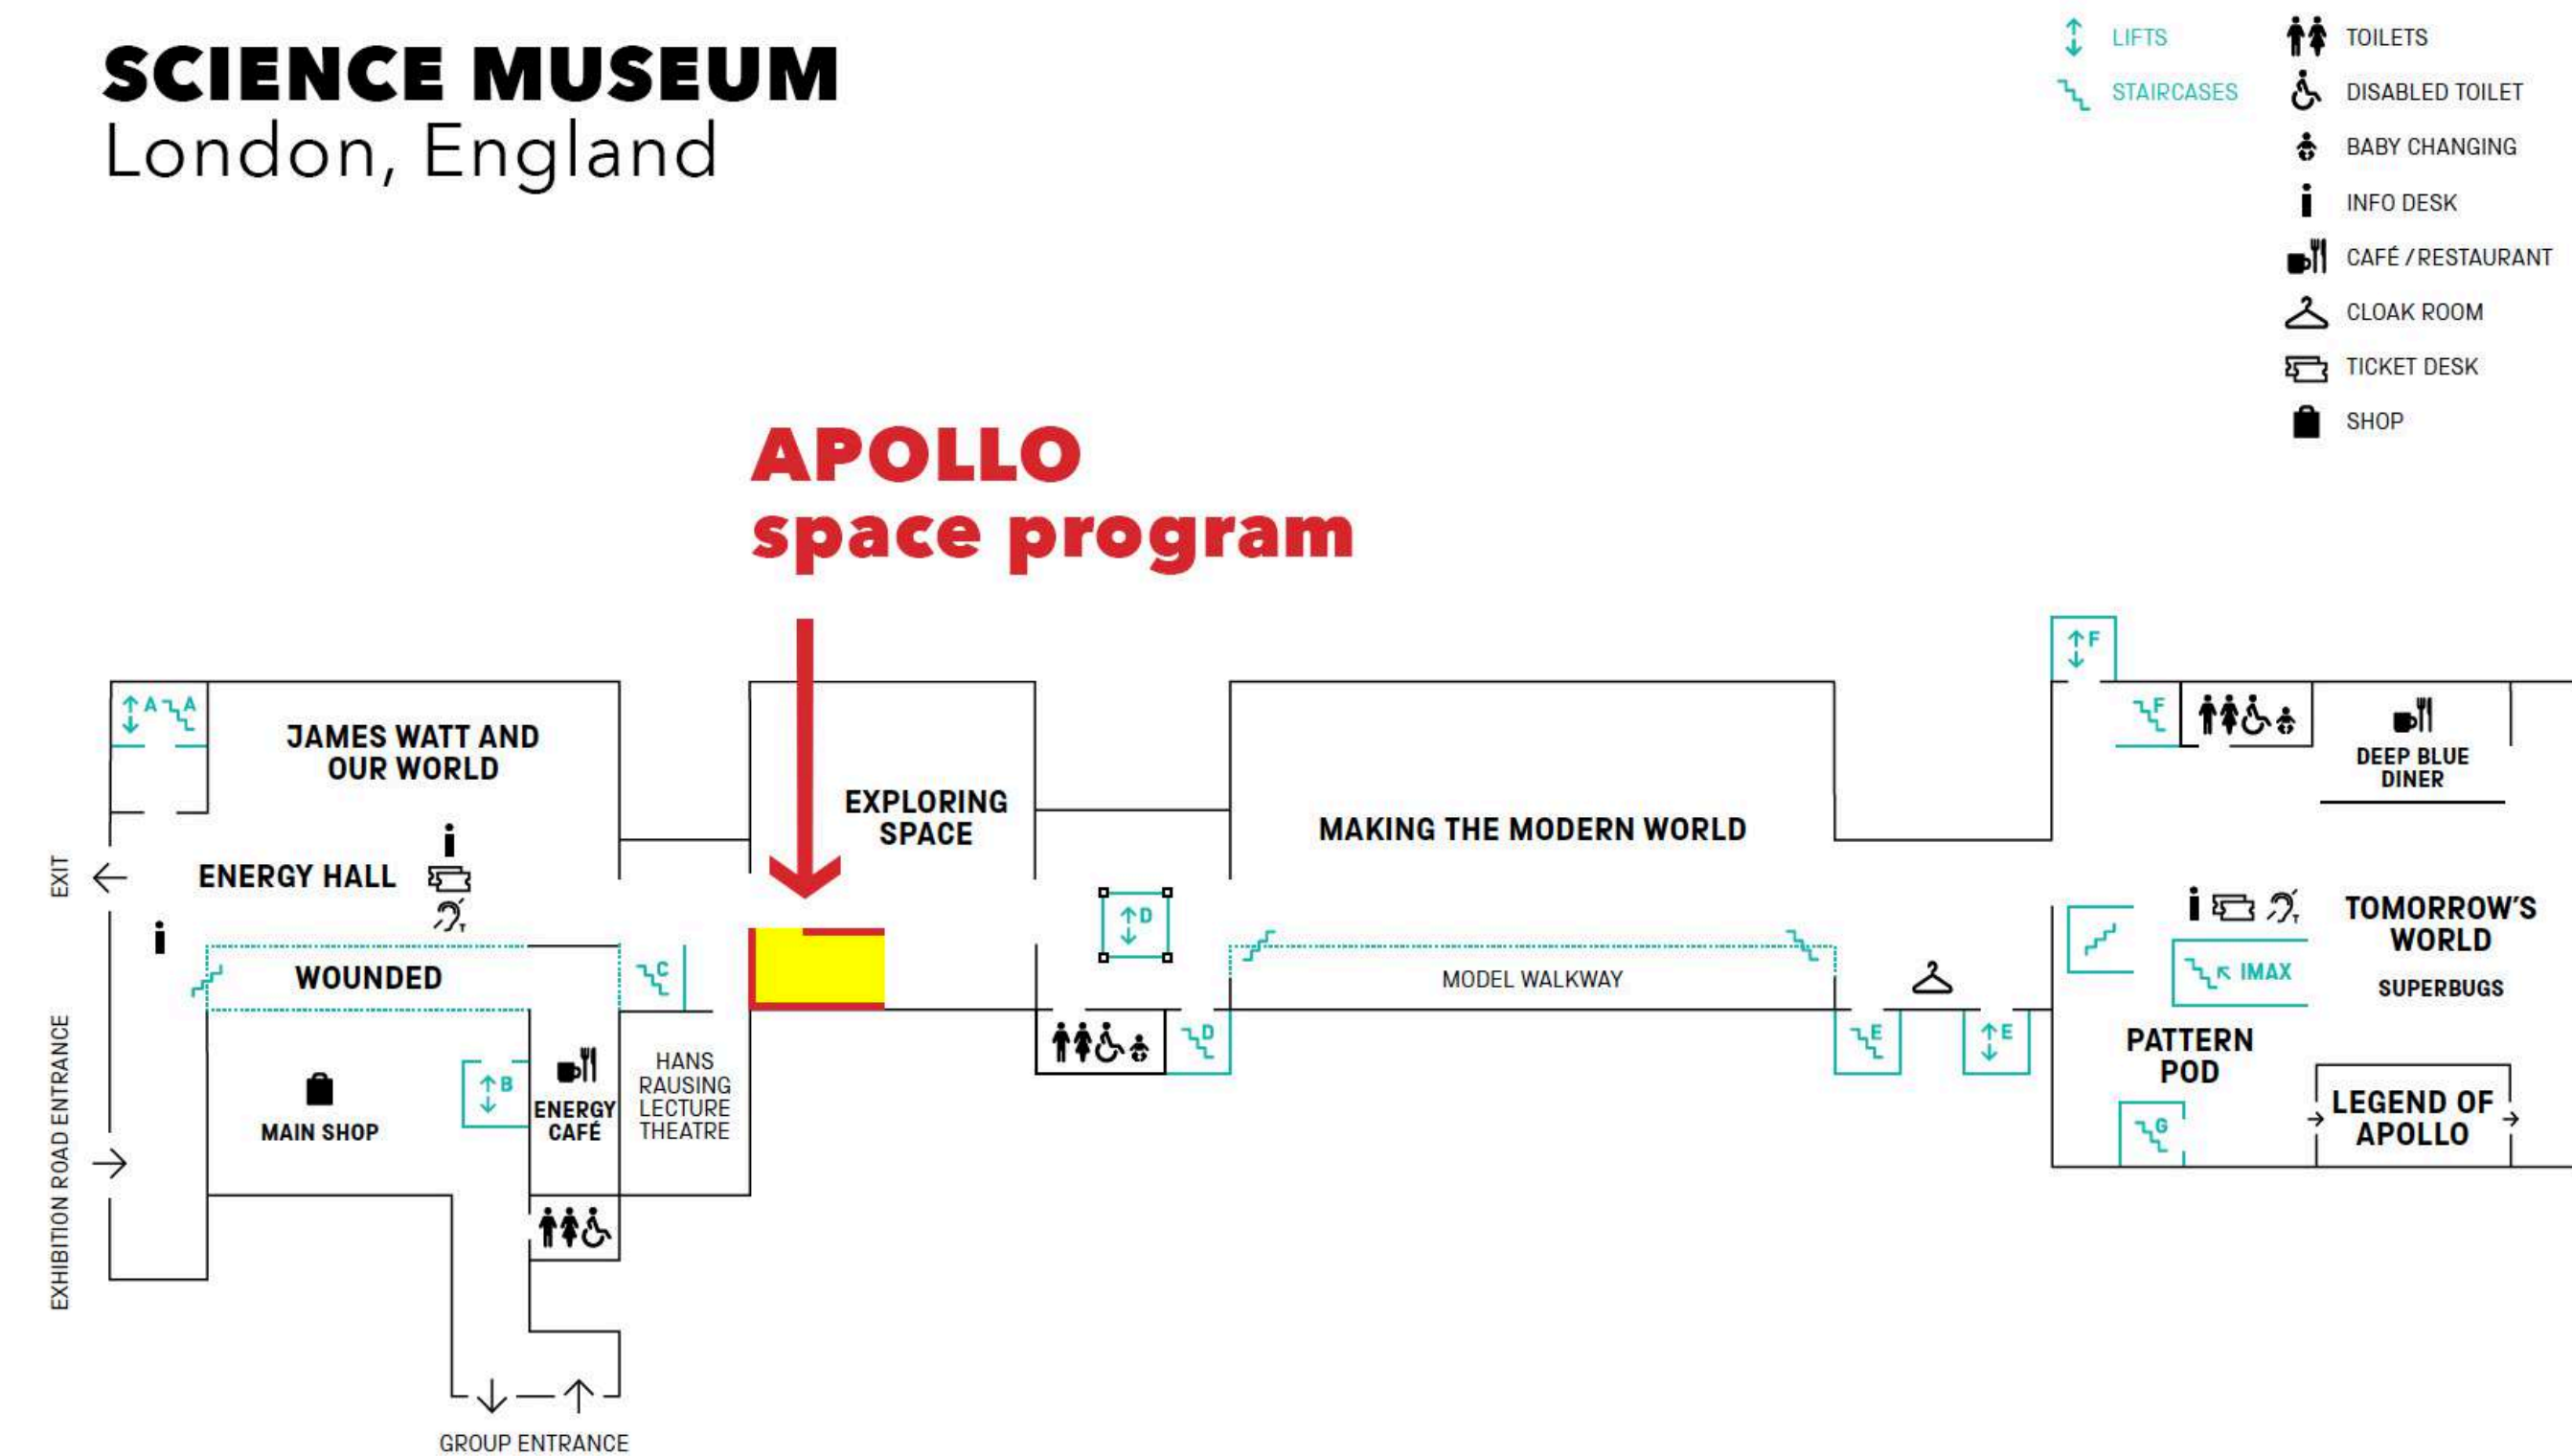 SCIENCE MUSEUM
London, England
LIFTS
STAIRCASES
TOILETS
DISABLED TOILET
BABY CHANGING
INFO DESK
CAFÉ / RESTAURANT
CLOAK ROOM
TICKET DESK
SHOP
APOLLO
space program
A A
JAMES WATT AND
OUR WORLD
EXIT
ENERGY HALL
WOUNDED
C
EXHIBITION ROAD ENTRANCE
MAIN SHOP
B
ENERGY
CAFÉ
HANS
RAUSING
LECTURE
THEATRE
GROUP ENTRANCE
EXPLORING
SPACE
D
D
MAKING THE MODERN WORLD
MODEL WALKWAY
E
E
F
F
DEEP BLUE
DINER
T
T
TOMORROW'S
WORLD
IMAX
SUPERBUGS
PATTERN
POD
G
LEGEND OF
APOLLO